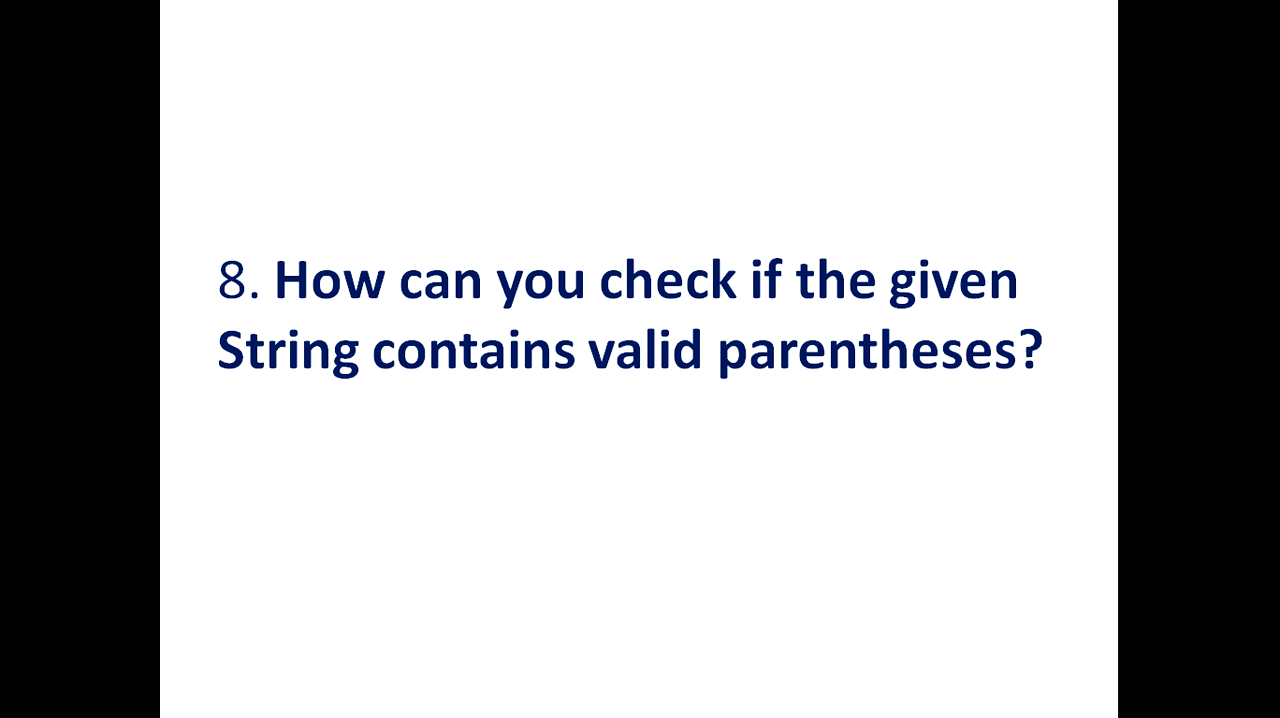 8. How can you check if the given
String contains valid parentheses?